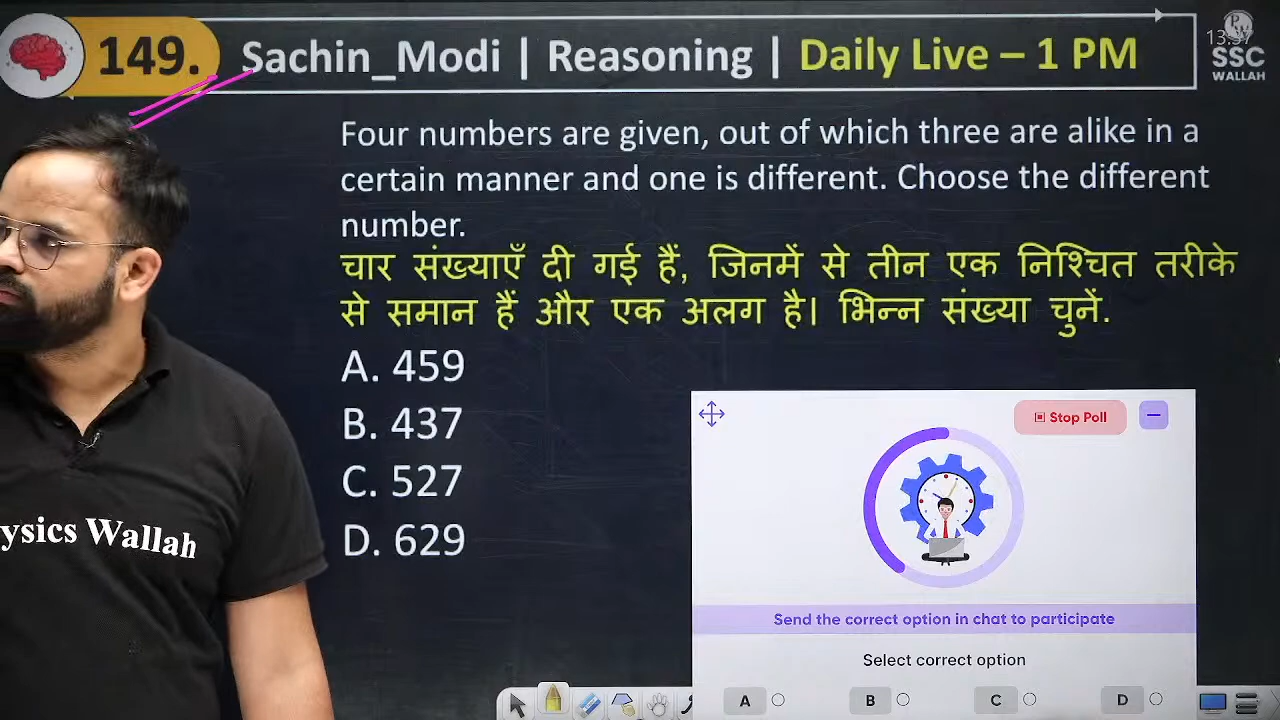 149.
Sachin_Modi | Reasoning | Daily Live – 1 PM
SSC
WALLAH
Four numbers are given, out of which three are alike in a
certain manner and one is different. Choose the different
number.
चार संख्याएँ दी गई हैं, जिनमें से तीन एक निश्चित तरीके
से समान हैं और एक अलग है। भिन्न संख्या चुनें.
A. 459
B. 437
C. 527
D. 629
Stop Poll
Send the correct option in chat to participate
Select correct option
A
B
C
D
ysics Wallah